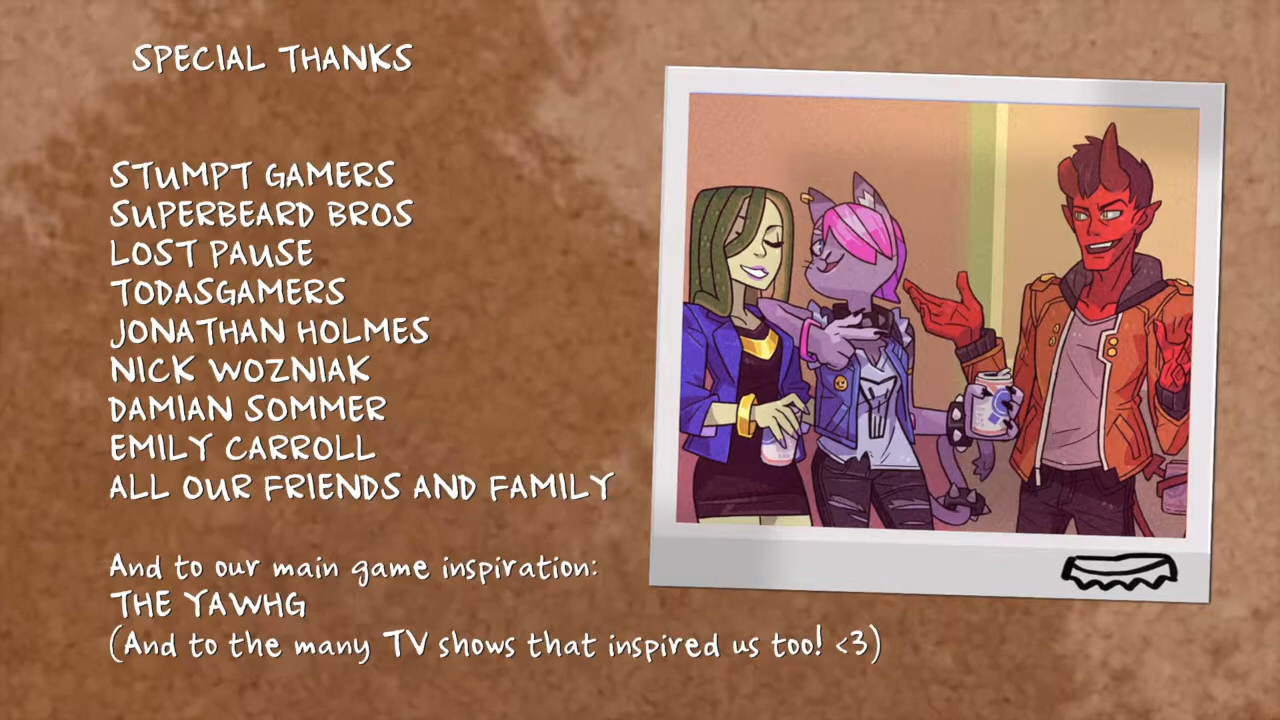 SPECIAL THANKS
STUMPT GAMERS
SUPERBEARD BROS
LOST PAUSE
TODASGAMERS
JONATHAN HOLMES
NICK WOZNIAK
DAMIAN SOMMER
EMILY CARROLL
ALL OUR FRIENDS AND FAMILY
And to our main game inspiration:
THE YAWHG
(And to the many TV shows that inspired us too! <3)